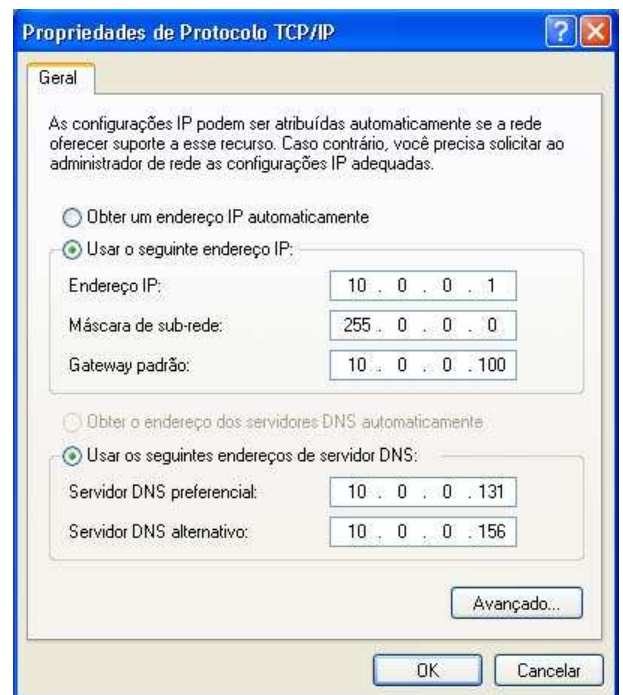 Propriedades de Protocolo TCP/IP
Geral
As configurações IP podem ser atribuídas automaticamente se a rede
oferecer suporte a esse recurso. Caso contrário, você precisa solicitar ao
administrador de rede as configurações IP adequadas.
Obter um endereço IP automaticamente
Usar o seguinte endereço IP:
Endereço IP: 10 . 0 . 0 . 1
Máscara de sub-rede: 255 . 0 . 0 . 0
Gateway padrão: 10 . 0 . 0 . 100
Obter o endereço dos servidores DNS automaticamente
Usar os seguintes endereços de servidor DNS:
Servidor DNS preferencial: 10 . 0 . 0 . 131
Servidor DNS alternativo: 10 . 0 . 0 . 156
Avançado...
OK Cancelar